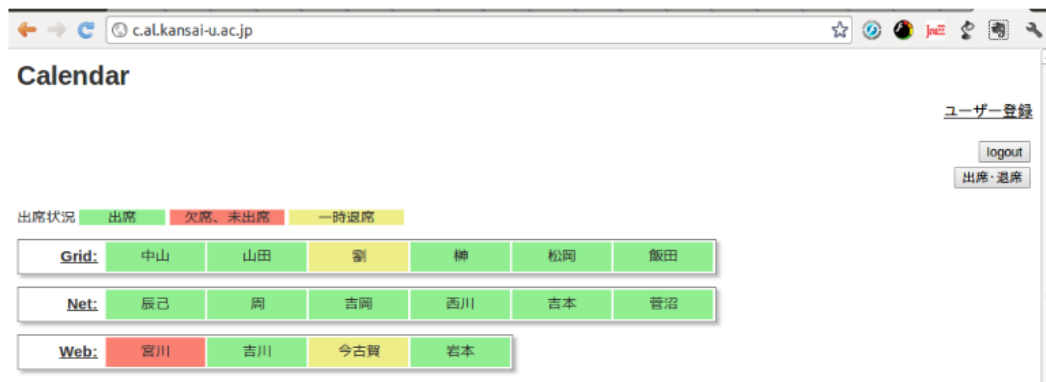 c.al.kansai-u.ac.jp
Calendar
ユーザー登録
logout
出席・退席
出席状況 出席 欠席、未出席 一時退席
Grid: 中山 山田 劉 榊 松岡 飯田
Net: 辰己 周 吉岡 西川 吉本 菅沼
Web: 宮川 吉川 今古賀 岩本